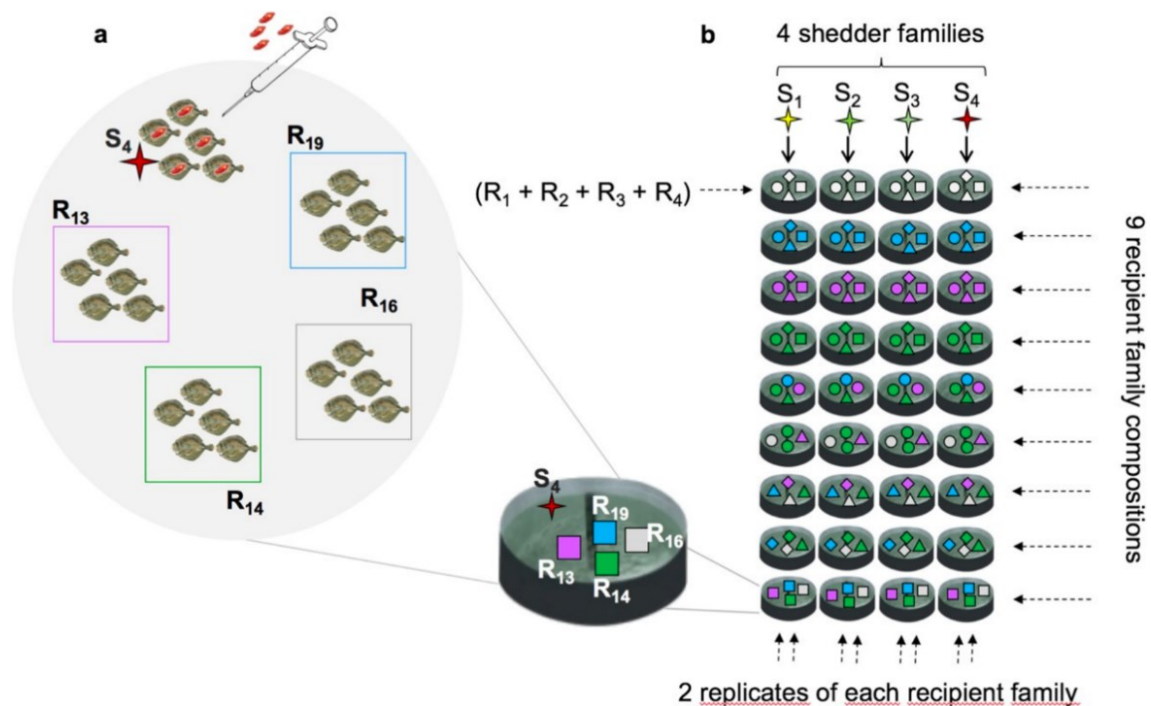 a
S4
R19
R13
R16
R14
S4
R19
R16
R13
R14
b
4 shedder families
S1 S2 S3 S4
(R1 + R2 + R3 + R4)
9 recipient family compositions
2 replicates of each recipient family